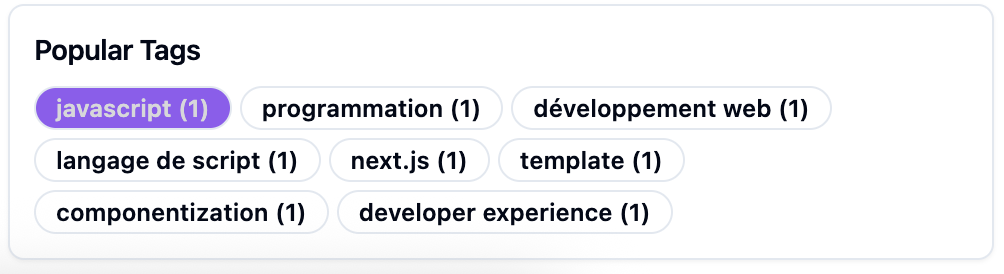 Popular Tags
javascript (1) programmation (1) développement web (1)
langage de script (1) next.js (1) template (1)
componentization (1) developer experience (1)